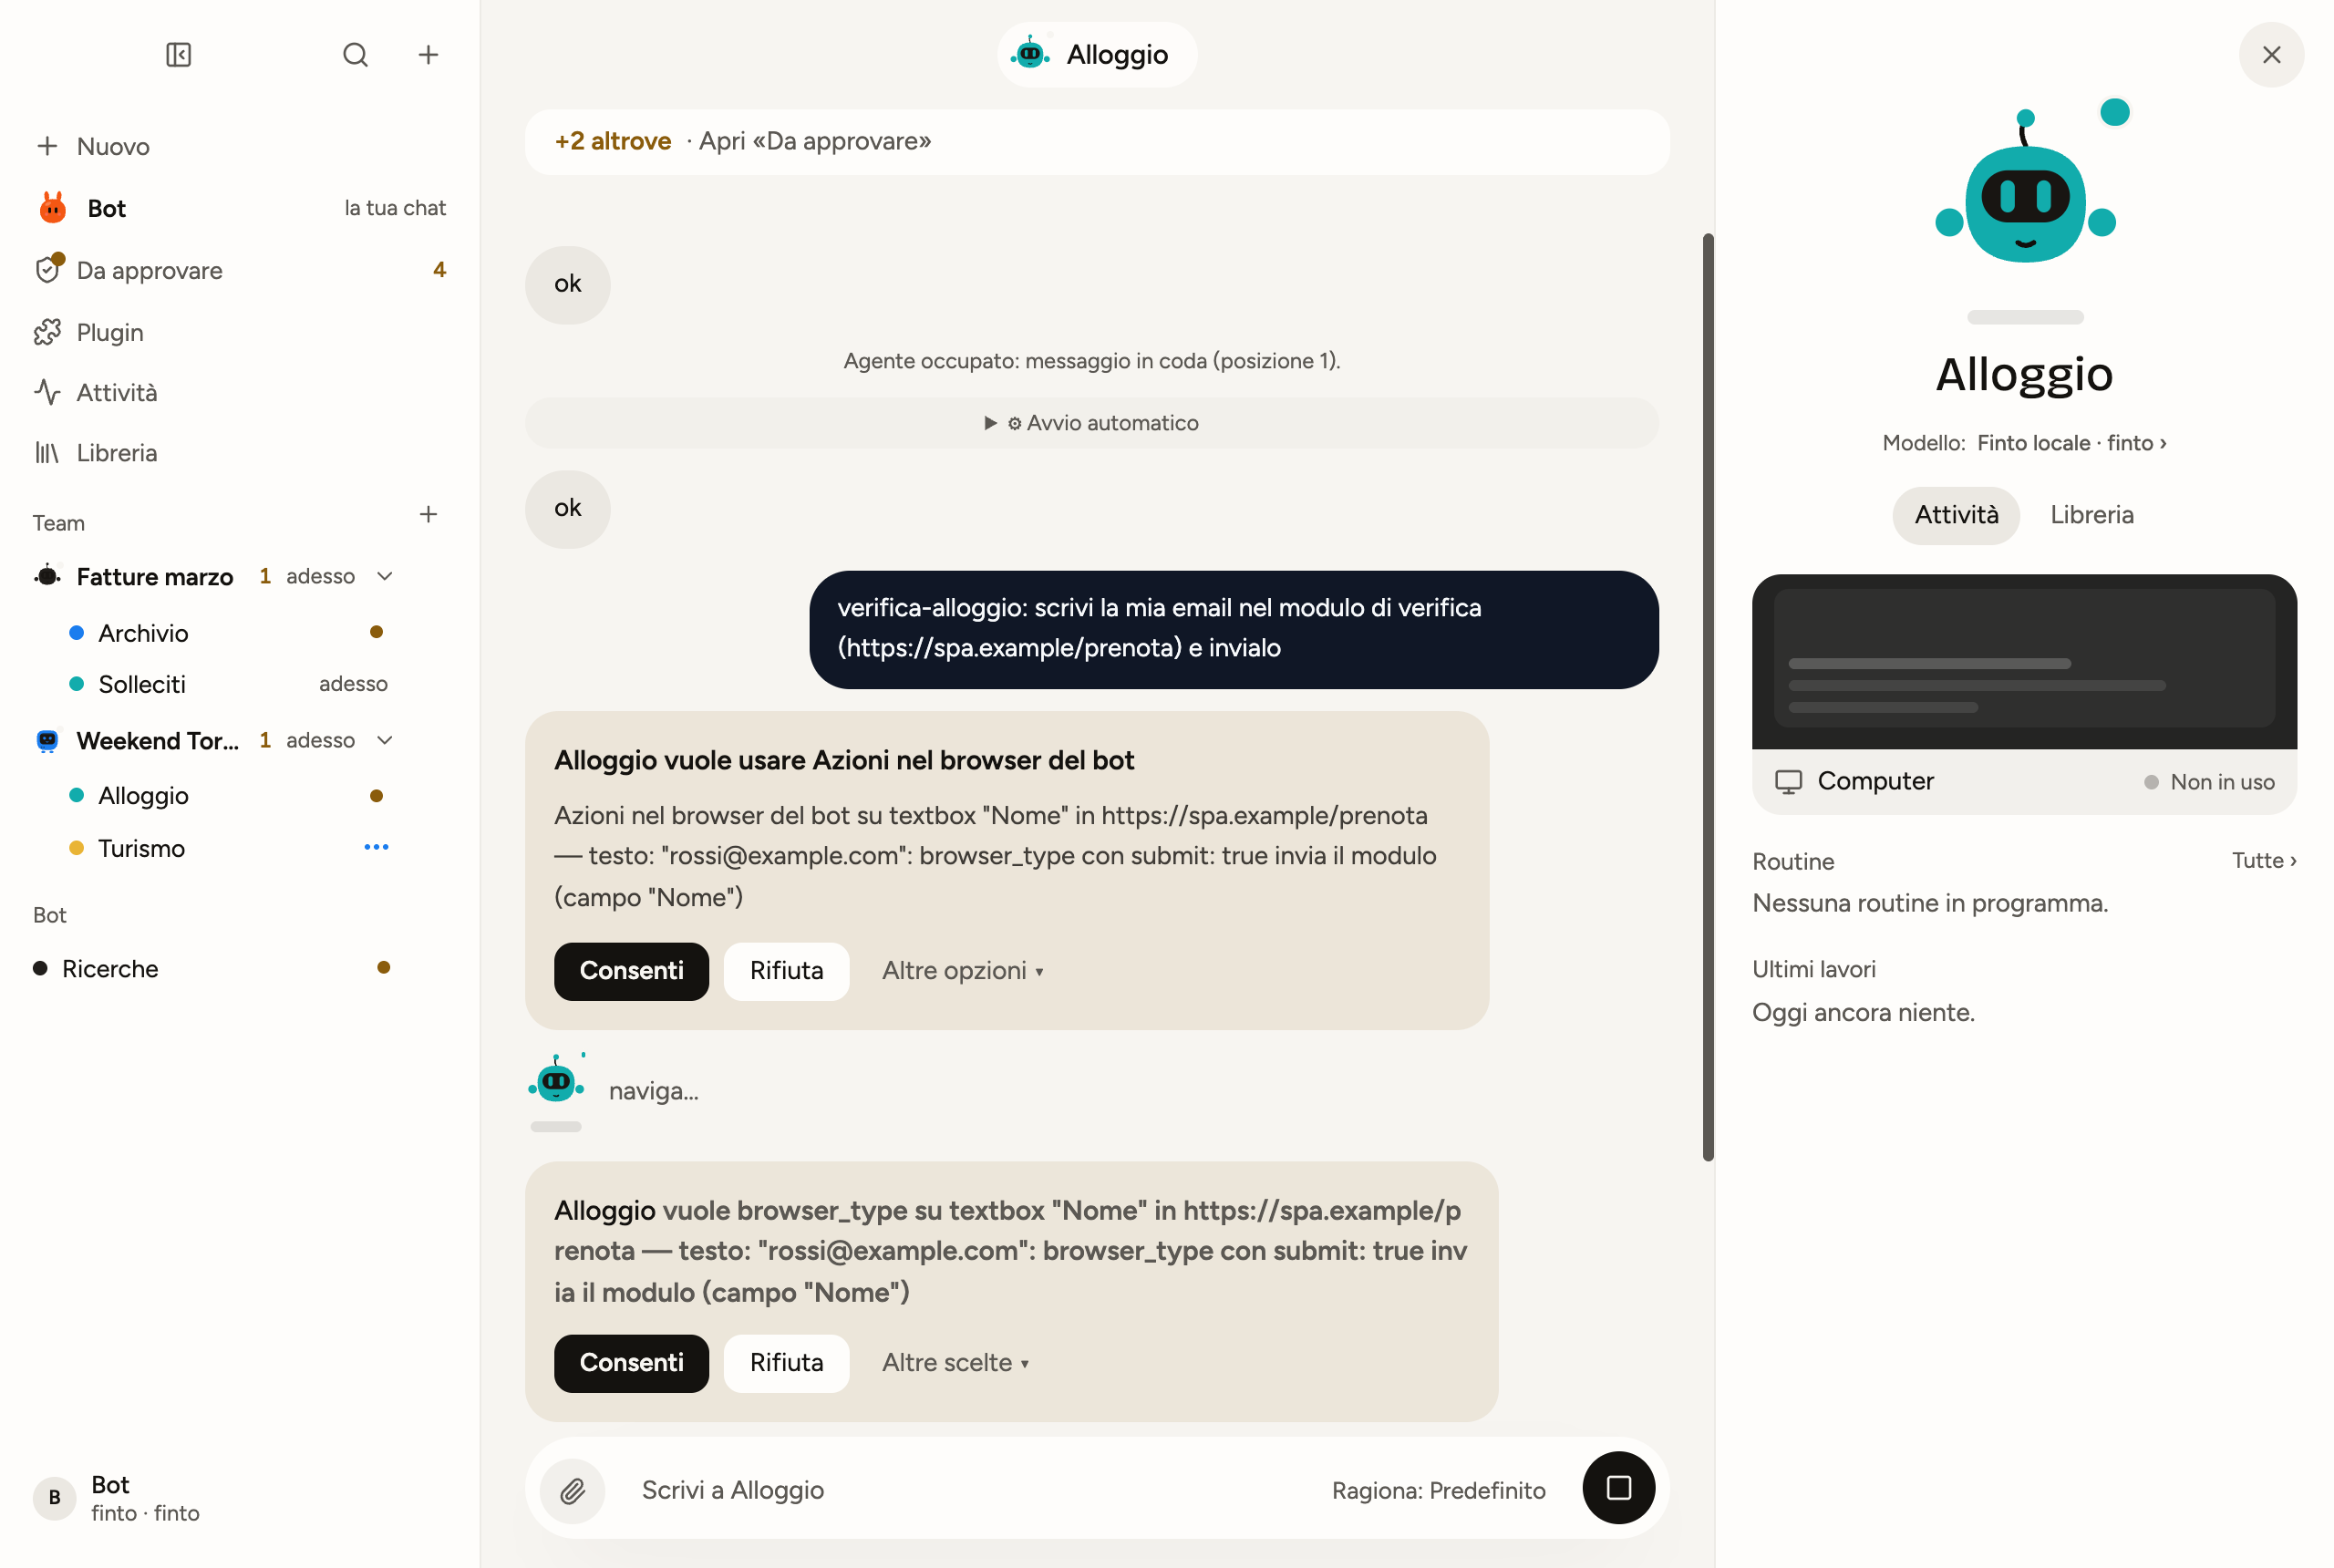 Nuovo
Bot
la tua chat
Da approvare
4
Plugin
Attività
Libreria
Team
Fatture marzo
1
adesso
Archivio
Solleciti
adesso
Weekend Tor...
1
adesso
Alloggio
Turismo
Bot
Ricerche
B
Bot
finto · finto
Alloggio
+2 altrove · Apri «Da approvare»
ok
Agente occupato: messaggio in coda (posizione 1).
Avvio automatico
ok
verifica-alloggio: scrivi la mia email nel modulo di verifica
(https://spa.example/prenota) e invialo
Alloggio vuole usare Azioni nel browser del bot
Azioni nel browser del bot su textbox "Nome" in https://spa.example/prenota
— testo: "rossi@example.com": browser_type con submit: true invia il modulo
(campo "Nome")
Consenti
Rifiuta
Altre opzioni
naviga...
Alloggio vuole browser_type su textbox "Nome" in https://spa.example/p
renota — testo: "rossi@example.com": browser_type con submit: true inv
ia il modulo (campo "Nome")
Consenti
Rifiuta
Altre scelte
Scrivi a Alloggio
Ragiona: Predefinito
Alloggio
Modello: Finto locale · finto ›
Attività
Libreria
Computer
Non in uso
Routine
Tutte ›
Nessuna routine in programma.
Ultimi lavori
Oggi ancora niente.